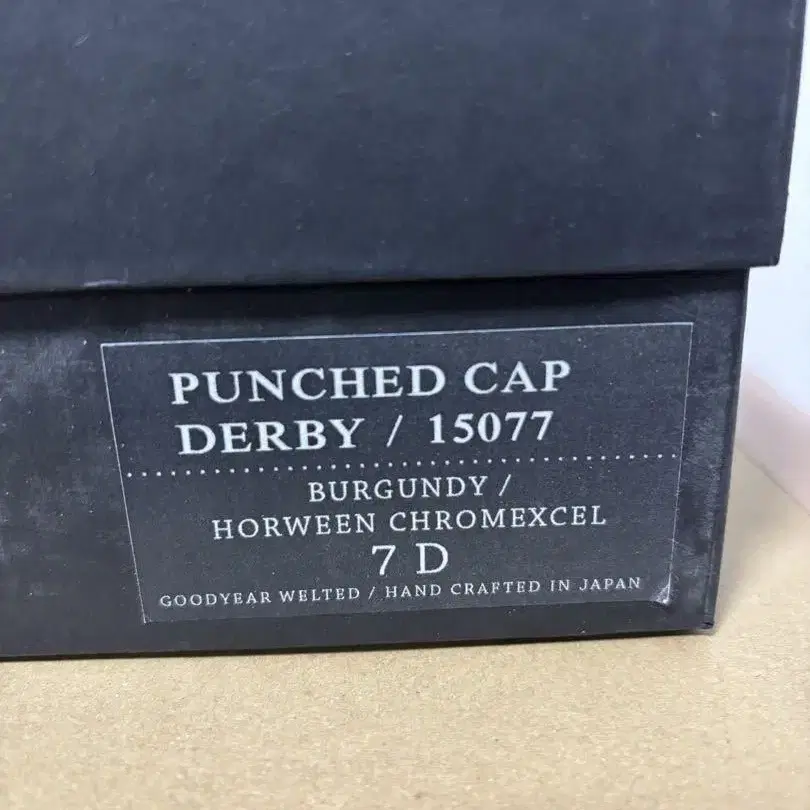 PUNCHED CAP
DERBY / 15077
BURGUNDY /
HORWEEN CHROMEXCEL
7 D
GOODYEAR WELTED / HAND CRAFTED IN JAPAN